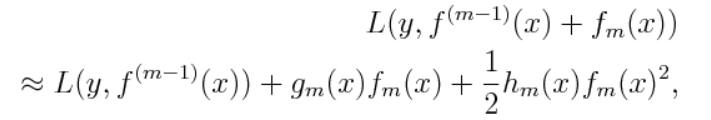 L(y, f^{(m-1)}(x) + f_m(x))
≈ L(y, f^{(m-1)}(x)) + g_m(x)f_m(x) + \frac{1}{2}h_m(x)f_m(x)^2,